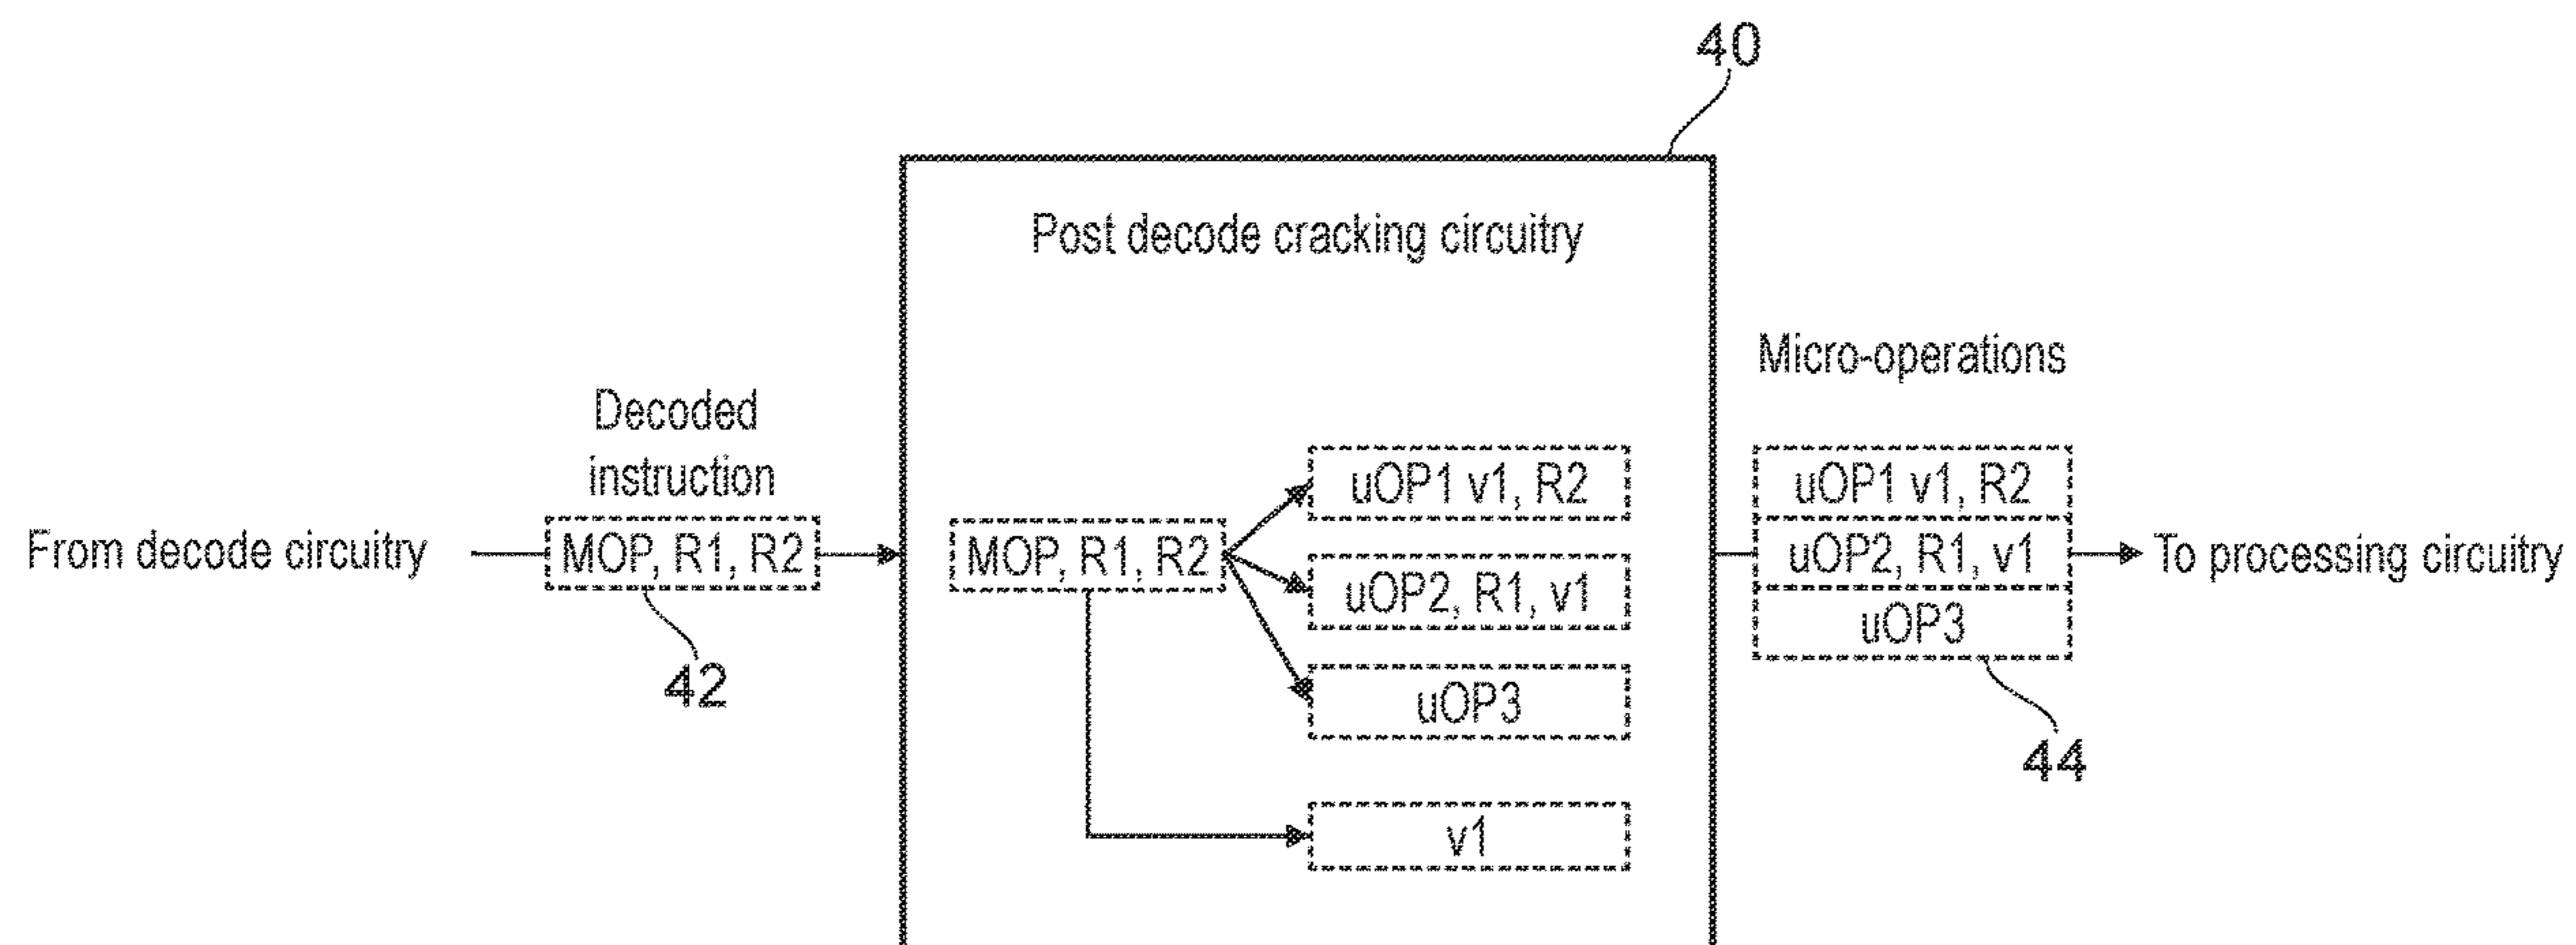 40
Post decode cracking circuitry
Micro-operations
Decoded
instruction
uOP1 v1, R2
uOP1 v1, R2
From decode circuitry
MOP, R1, R2
MOP, R1, R2
uOP2, R1, v1
uOP2, R1, v1
To processing circuitry
uOP3
uOP3
42
44
v1